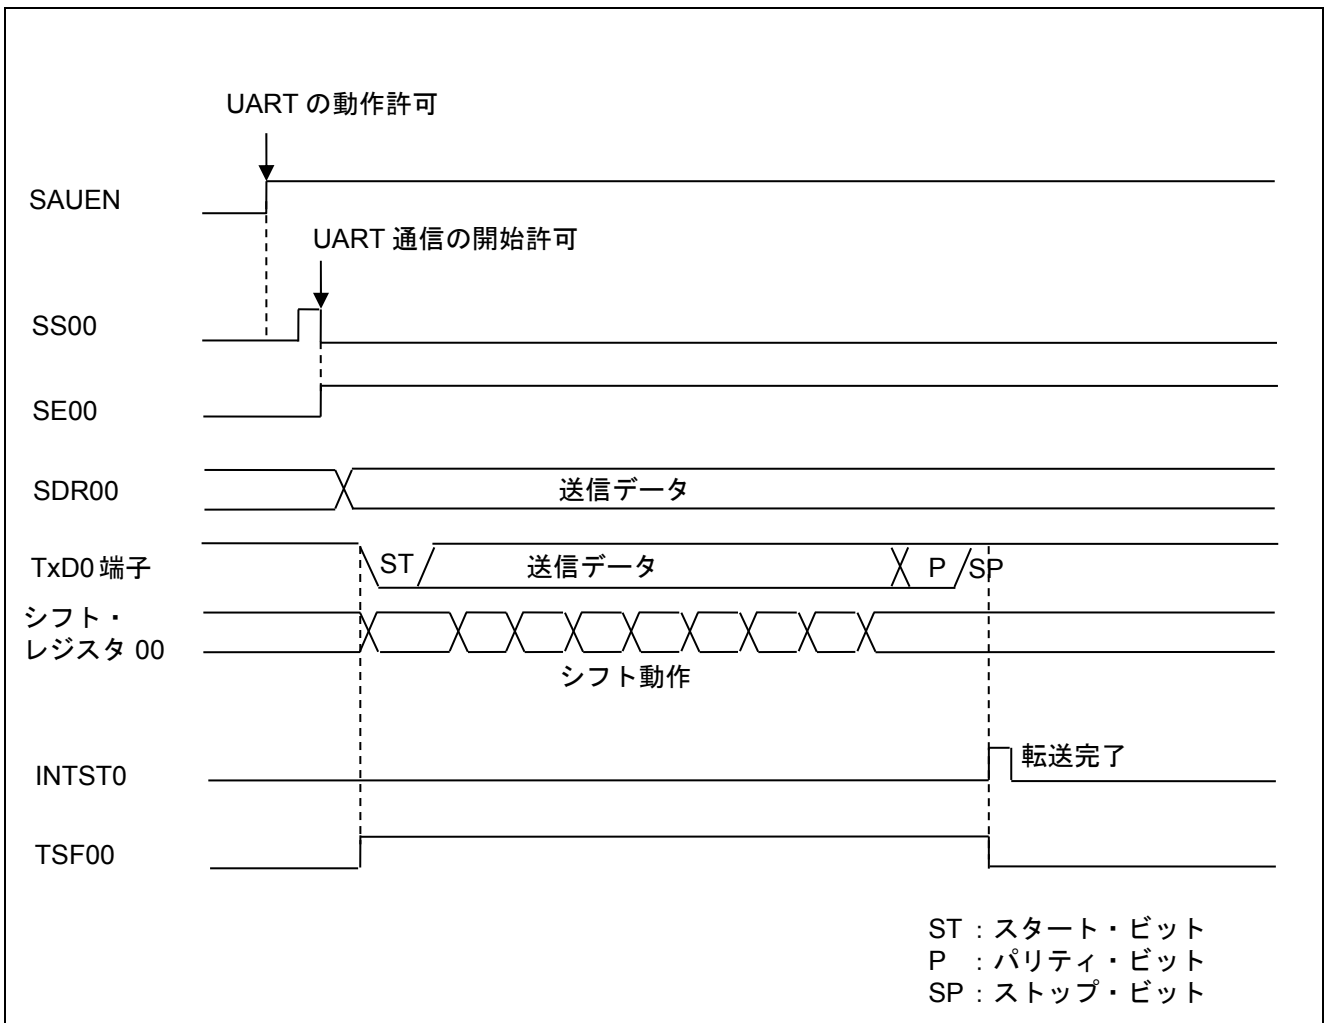 UART の動作許可
SAUEN
UART 通信の開始許可
SS00
SE00
SDR00
送信データ
TxD0 端子
ST
送信データ
P
SP
シフト・
レジスタ 00
シフト動作
INTST0
転送完了
TSF00
ST : スタート・ビット
P : パリティ・ビット
SP : ストップ・ビット